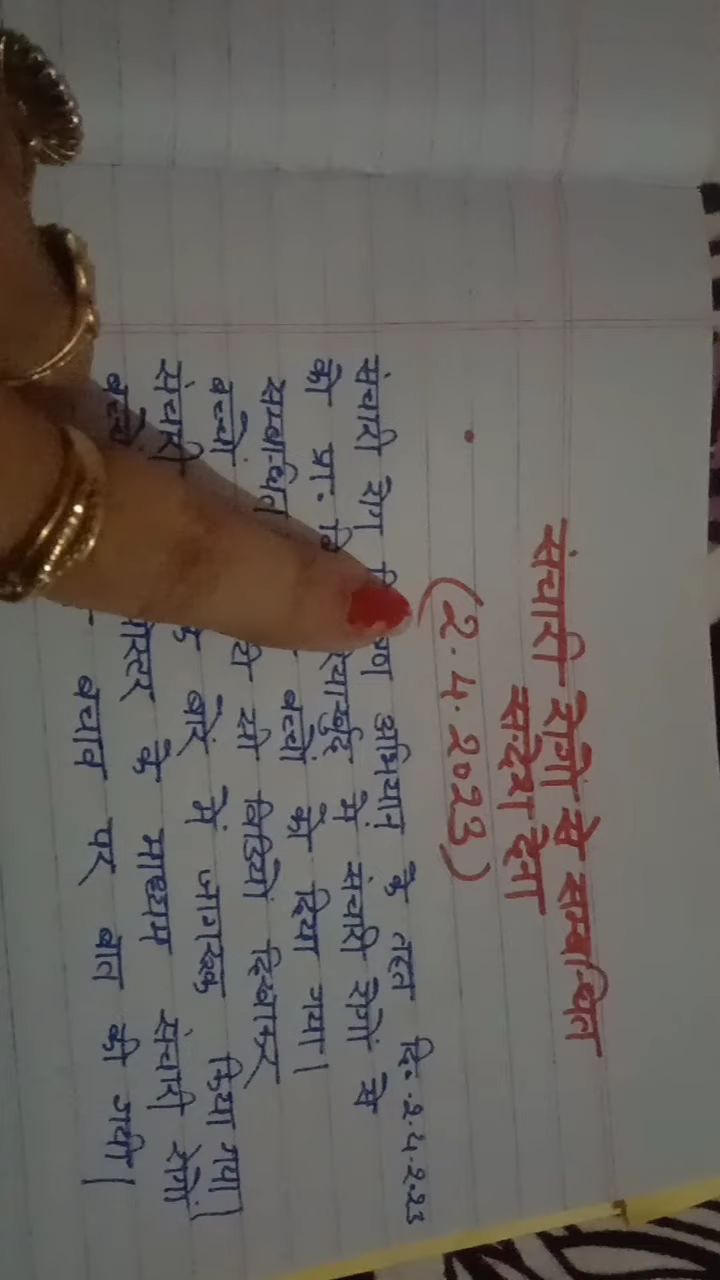 संचारी रोगो से सम्बन्धित
सन्देश देना
(2.4.2023)
संचारी रोग अभियान के तहत दि. 2.4.2023
को प्रा. में संचारी रोगों से
सम्बन्धित बच्चों को दिया गया।
बच्चों सी विडियों दिखाकर
संचारी के बारें में जागरूक किया गया।
बच्चों के माध्यम संचारी रोगों
बचाव पर बात की गयी।